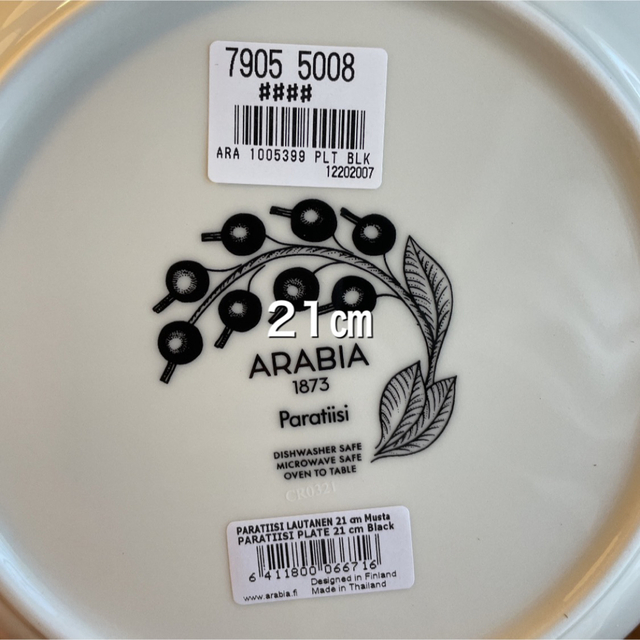 7905 5008
####
ARA 1005399 PLT BLK
12202007
21㎝
ARABIA
1873
Paratiisi
DISHWASHER SAFE
MICROWAVE SAFE
OVEN TO TABLE
CR0321
PARATIISI LAUTANEN 21 cm Musta
PARATIISI PLATE 21 cm Black
6 411800 066716
Designed in Finland
www.arabia.fi Made in Thailand